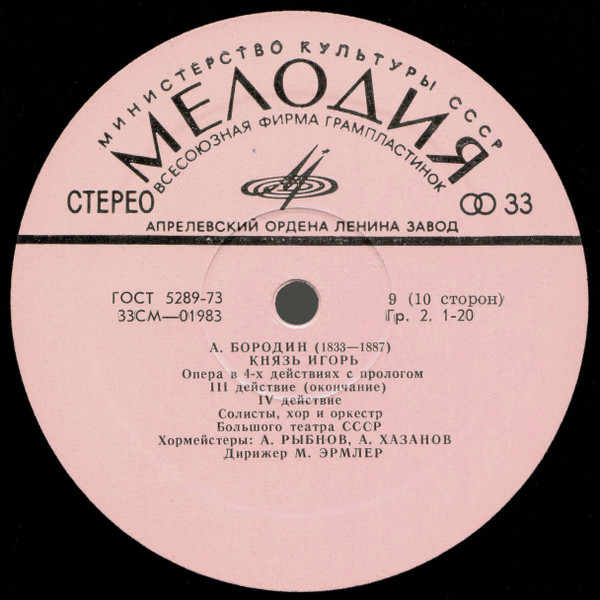 МИНИСТЕРСТВО КУЛЬТУРЫ СССР
МЕЛОДИЯ
ВСЕСОЮЗНАЯ ФИРМА ГРАМПЛАСТИНОК
СТЕРЕО
33
АПРЕЛЕВСКИЙ ОРДЕНА ЛЕНИНА ЗАВОД
ГОСТ 5289-73
9 (10 сторон)
33СМ—01983
Гр. 2. 1-20
А. БОРОДИН (1833—1887)
КНЯЗЬ ИГОРЬ
Опера в 4-х действиях с прологом
III действие (окончание)
IV действие
Солисты, хор и оркестр
Большого театра СССР
Хормейстеры: А. РЫБНОВ, А. ХАЗАНОВ
Дирижер М. ЭРМЛЕР